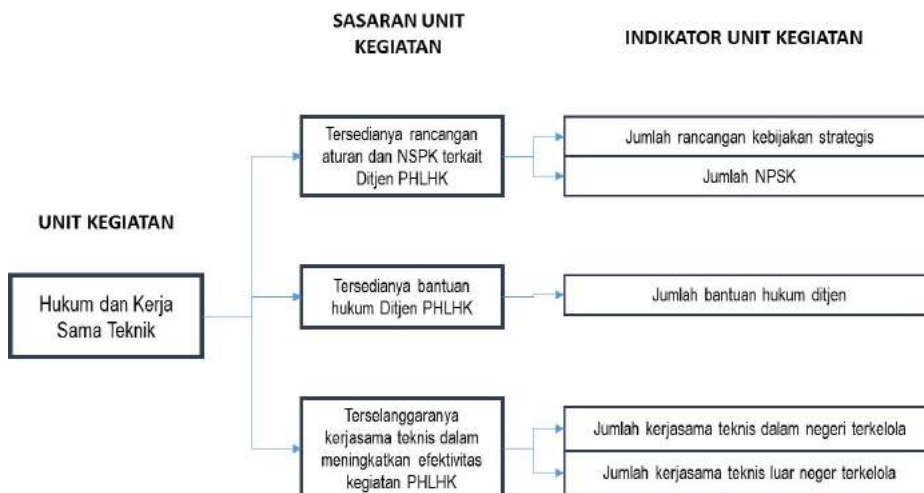 SASARAN UNIT
KEGIATAN
INDIKATOR UNIT KEGIATAN
UNIT KEGIATAN
Hukum dan Kerja
Sama Teknik
Tersedianya rancangan
aturan dan NSPK terkait
Ditjen PHLHK
Jumlah rancangan kebijakan strategis
Jumlah NPSK
Tersedianya bantuan
hukum Ditjen PHLHK
Jumlah bantuan hukum ditjen
Terselanggaranya
kerjasama teknis dalam
meningkatkan efektivitas
kegiatan PHLHK
Jumlah kerjasama teknis dalam negeri terkelola
Jumlah kerjasama teknis luar neger terkelola